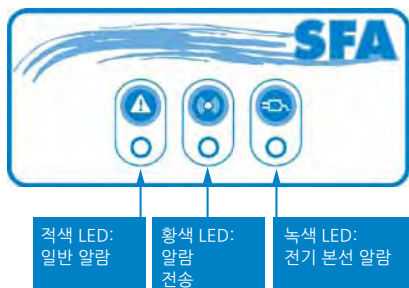 SFA
적색 LED:
일반 알람
황색 LED:
알람
전송
녹색 LED:
전기 본선 알람